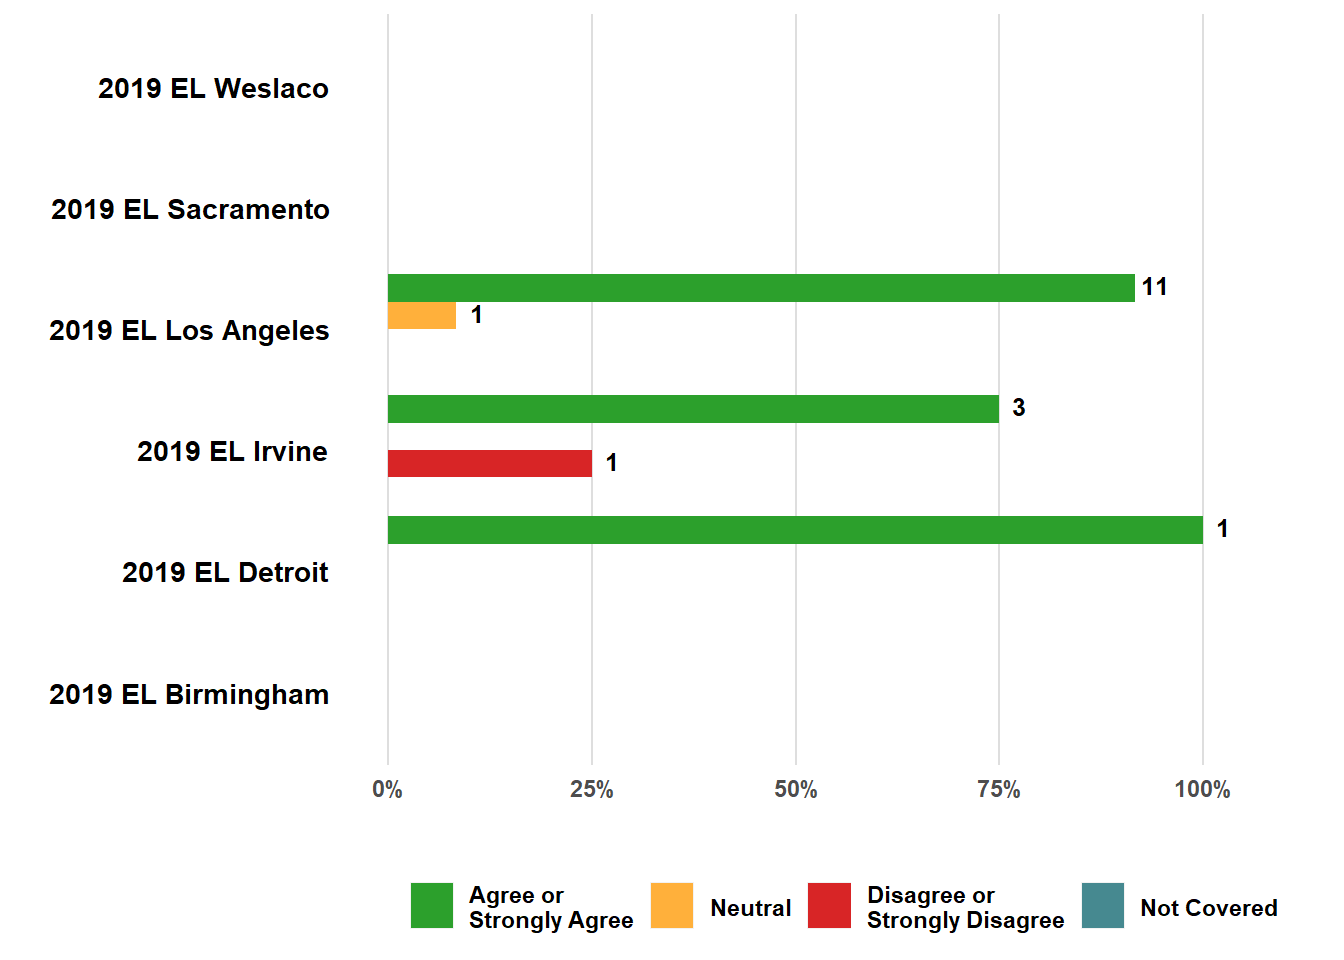 2019 EL Weslaco
2019 EL Sacramento
11
1
2019 EL Los Angeles
3
2019 EL Irvine
1
1
2019 EL Detroit
2019 EL Birmingham
0% 25% 50% 75% 100%
Agree or
Strongly Agree
Neutral
Disagree or
Strongly Disagree
Not Covered